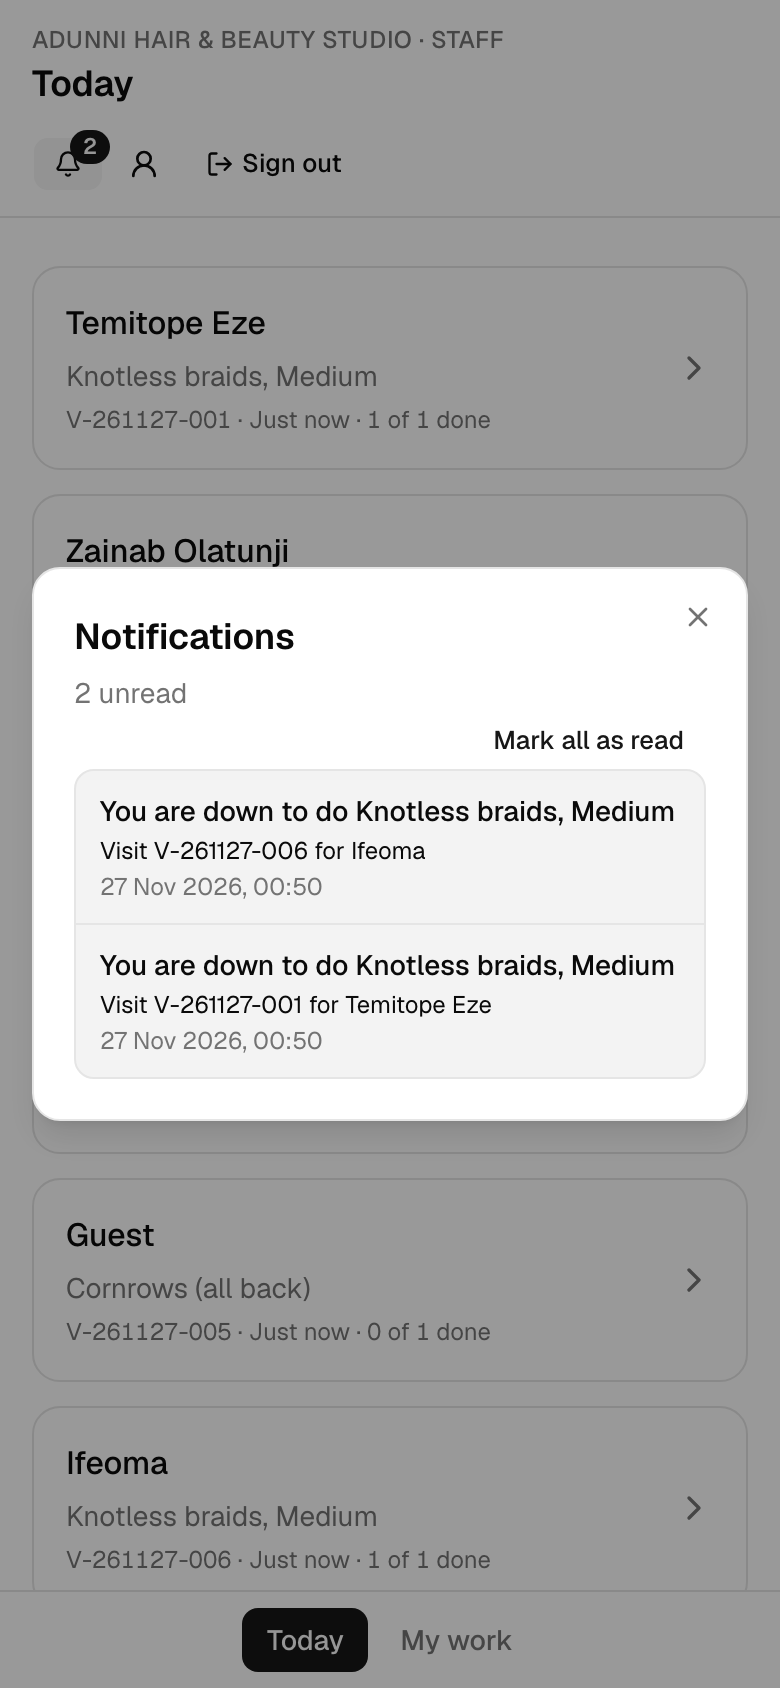 ADUNNI HAIR & BEAUTY STUDIO · STAFF
Today
2
Sign out
Temitope Eze
Knotless braids, Medium
V-261127-001 · Just now · 1 of 1 done
Zainab Olatunji
Notifications
2 unread
Mark all as read
You are down to do Knotless braids, Medium
Visit V-261127-006 for Ifeoma
27 Nov 2026, 00:50
You are down to do Knotless braids, Medium
Visit V-261127-001 for Temitope Eze
27 Nov 2026, 00:50
Guest
Cornrows (all back)
V-261127-005 · Just now · 0 of 1 done
Ifeoma
Knotless braids, Medium
V-261127-006 · Just now · 1 of 1 done
Today
My work